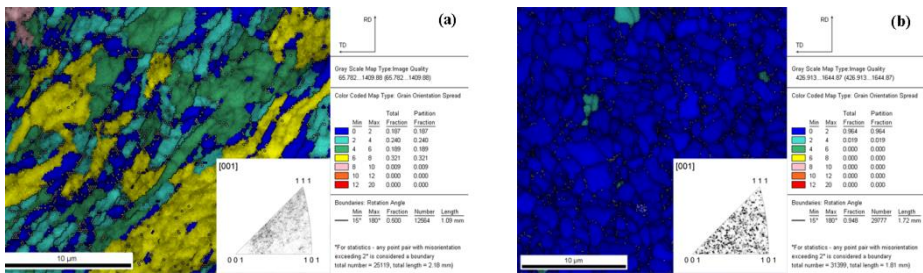 (a)
RD
TD
Gray Scale Map Type:Image Quality
65.782...1409.88 (65.782...1409.88)
Color Coded Map Type: Grain Orientation Spread
Total Partition
Min Max Fraction Fraction
0 2 0.187 0.187
2 4 0.240 0.240
4 6 0.189 0.189
6 8 0.321 0.321
8 10 0.009 0.009
10 12 0.000 0.000
12 20 0.000 0.000
Boundaries: Rotation Angle
Min Max Fraction Number Length
15° 180° 0.500 12564 1.09 mm
*For statistics - any point pair with misorientation
exceeding 2° is considered a boundary
total number = 25119, total length = 2.18 mm)
[001]
1 1 1
0 0 1 1 0 1
10 µm
(b)
RD
TD
Gray Scale Map Type:Image Quality
426.913...1644.87 (426.913...1644.87)
Color Coded Map Type: Grain Orientation Spread
Total Partition
Min Max Fraction Fraction
0 2 0.964 0.964
2 4 0.019 0.019
4 6 0.000 0.000
6 8 0.000 0.000
8 10 0.000 0.000
10 12 0.000 0.000
12 20 0.000 0.000
Boundaries: Rotation Angle
Min Max Fraction Number Length
15° 180° 0.948 29777 1.72 mm
*For statistics - any point pair with misorientation
exceeding 2° is considered a boundary
total number = 31399, total length = 1.81 mm)
[001]
1 1 1
0 0 1 1 0 1
10 µm